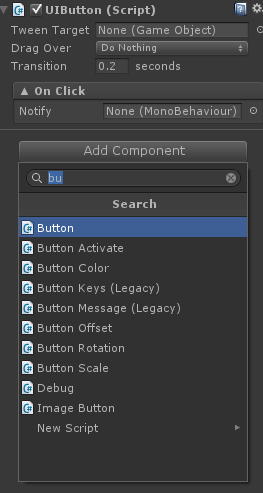 UIButton (Script)
Tween Target None (Game Object)
Drag Over Do Nothing
Transition 0.2 seconds
▲ On Click
Notify None (MonoBehaviour)
Add Component
bu
Search
Button
Button Activate
Button Color
Button Keys (Legacy)
Button Message (Legacy)
Button Offset
Button Rotation
Button Scale
Debug
Image Button
New Script